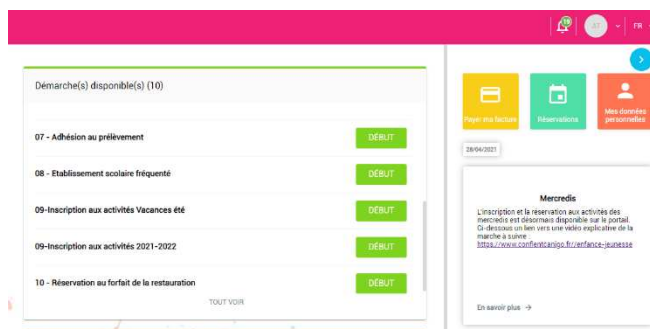 19
FR
Démarche(s) disponible(s) (10)
07 - Adhésion au prélèvement
DÉBUT
08 - Etablissement scolaire fréquenté
DÉBUT
09-Inscription aux activités Vacances été
DÉBUT
09-Inscription aux activités 2021-2022
DÉBUT
10 - Réservation au forfait de la restauration
DÉBUT
TOUT VOIR
Payer ma facture
Réservations
Mes données
personnelles
28/04/2021
Mercredis
L'inscription et la réservation aux activités des
mercredis est désormais disponible sur le portail.
Ci-dessous un lien vers une vidéo explicative de la
marche à suivre :
https://www.conflentcanigo.fr/enfance-jeunesse
En savoir plus →